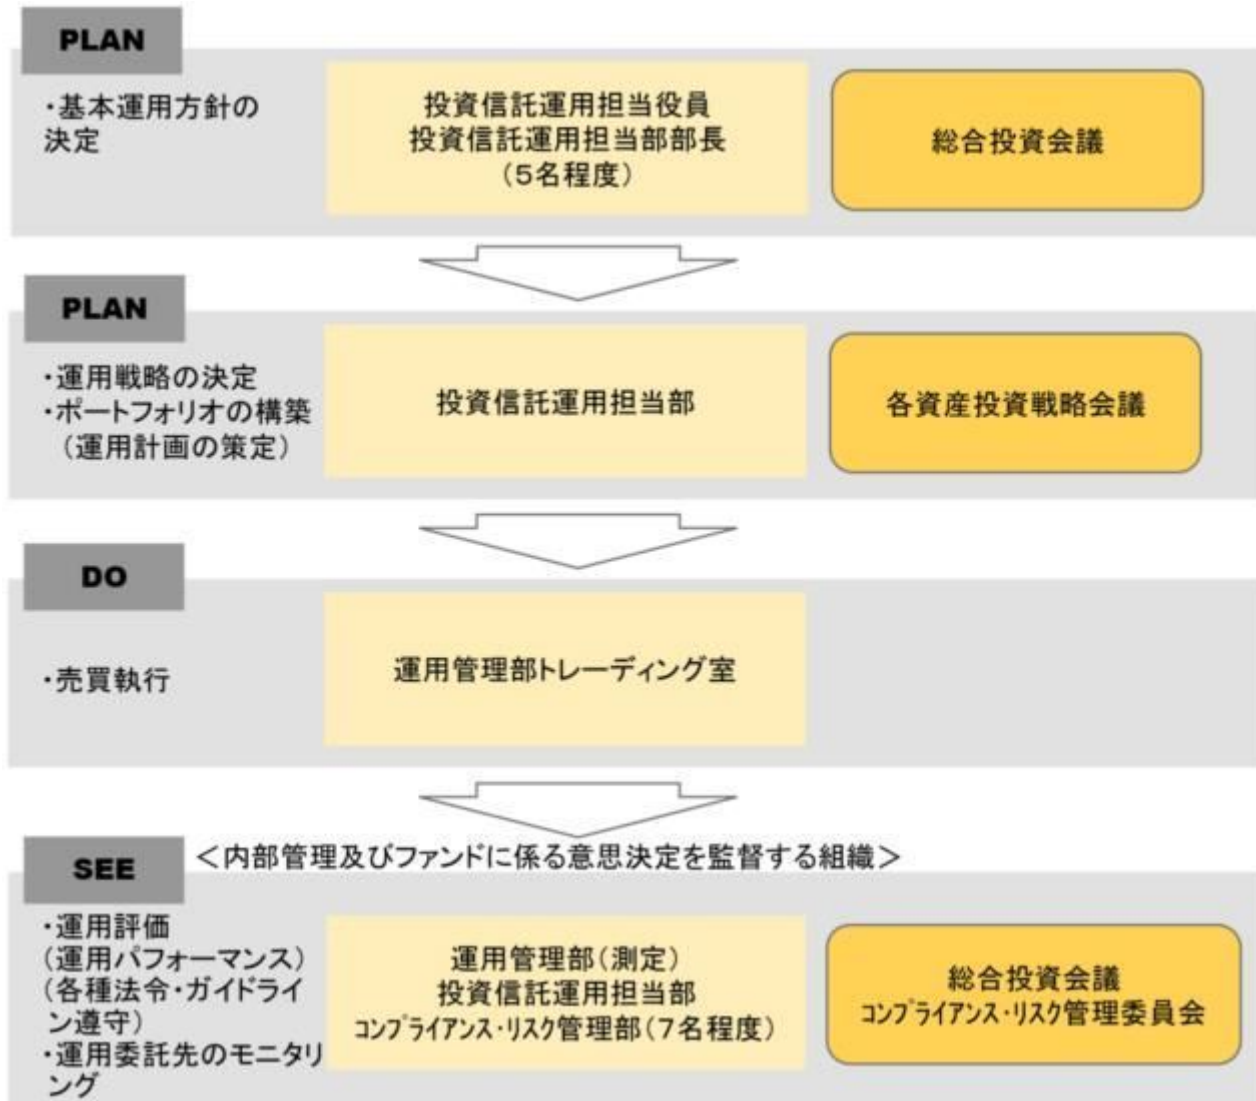 PLAN
・基本運用方針の
決定
投資信託運用担当役員
投資信託運用担当部部長
(5名程度)
総合投資会議
PLAN
・運用戦略の決定
・ポートフォリオの構築
(運用計画の策定)
投資信託運用担当部
各資産投資戦略会議
DO
・売買執行
運用管理部トレーディング室
SEE
<内部管理及びファンドに係る意思決定を監督する組織>
・運用評価
(運用パフォーマンス)
(各種法令・ガイドライ
ン遵守)
・運用委託先のモニタリ
ング
運用管理部(測定)
投資信託運用担当部
コンプライアンス・リスク管理部(7名程度)
総合投資会議
コンプライアンス・リスク管理委員会